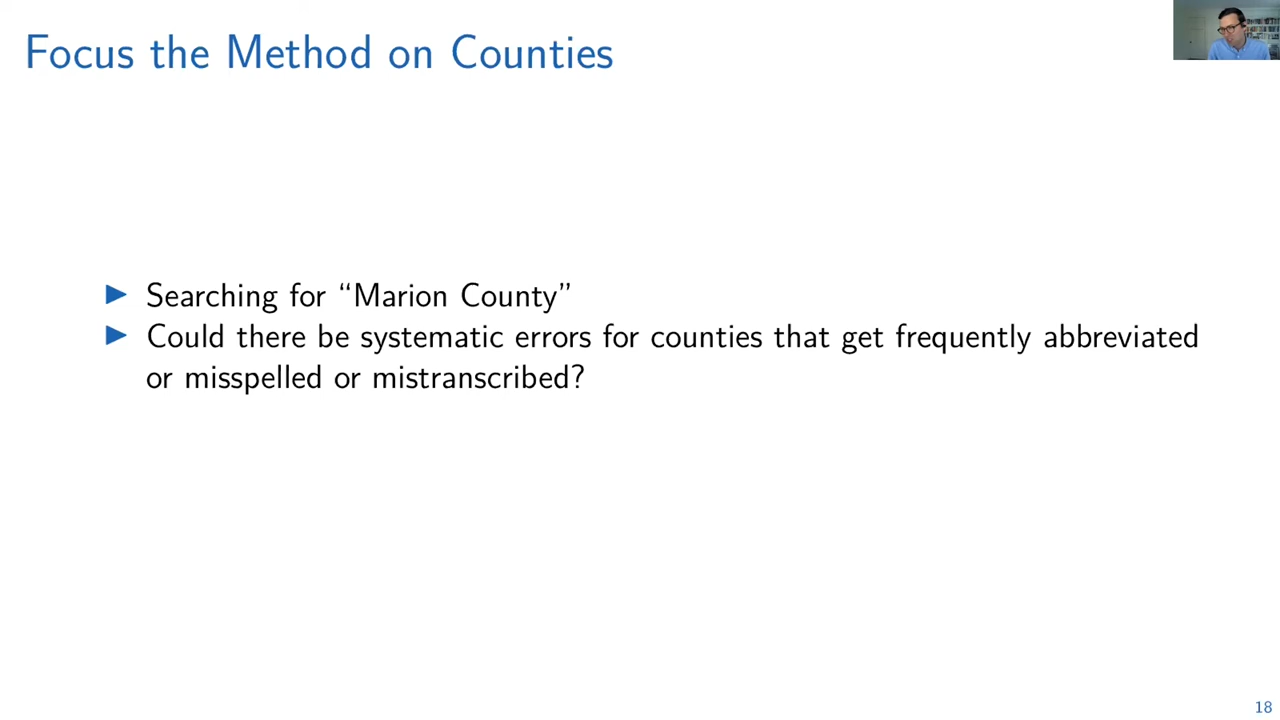 Focus the Method on Counties
▶ Searching for “Marion County”
▶ Could there be systematic errors for counties that get frequently abbreviated
or misspelled or mistranscribed?
18